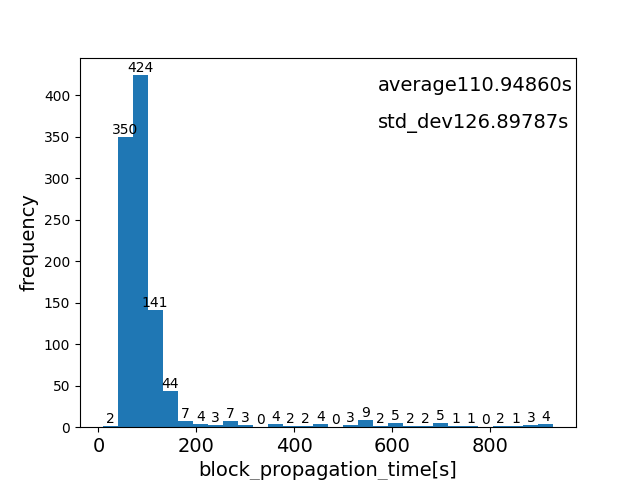 average110.94860s
std_dev126.89787s
frequency
400
350
300
250
200
150
100
50
0
2 350 424 141 44 7 4 3 7 3 0 4 2 2 4 0 3 9 2 5 2 2 5 1 1 0 2 1 3 4
0 200 400 600 800
block_propagation_time[s]